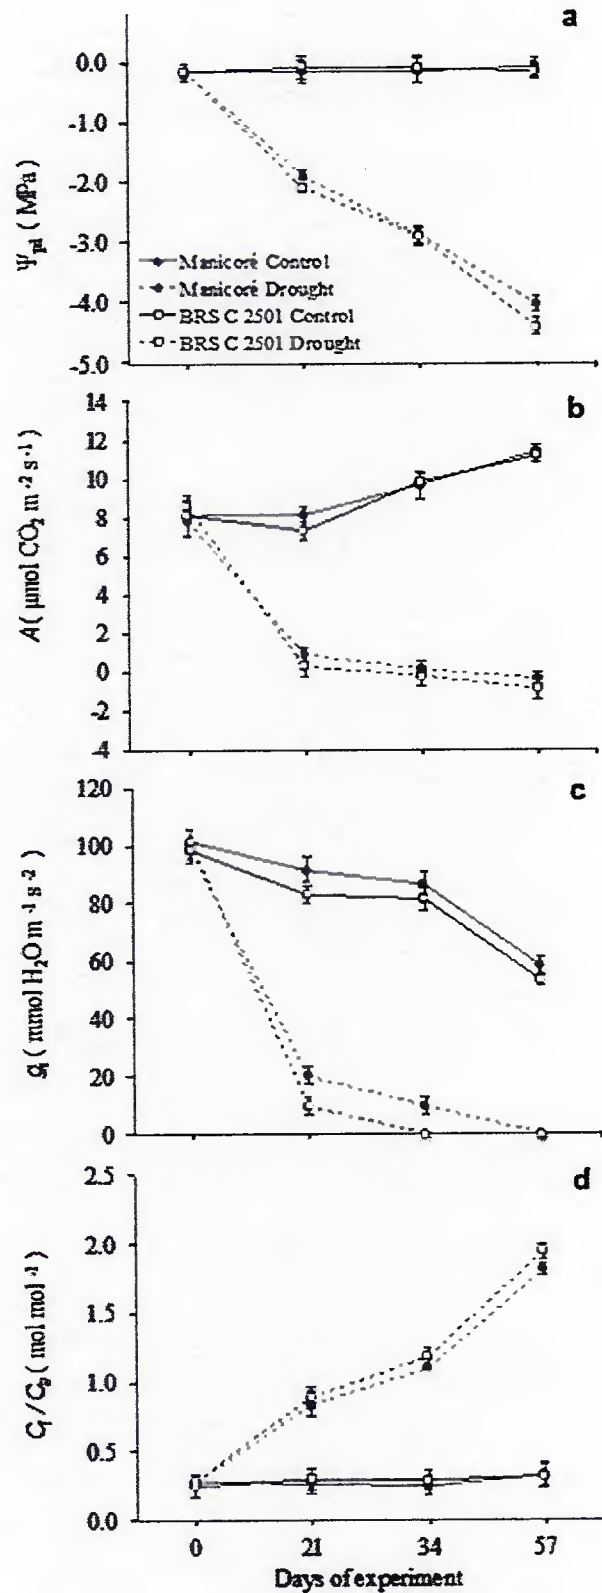 a
0.0
-1.0
-2.0
-3.0
-4.0
-5.0
Ψpd ( MPa)
Manicoré Control
Manicoré Drought
BRS C 2501 Control
BRS C 2501 Drought
b
14
12
10
8
6
4
2
0
-2
-4
A ( µmol CO2 m-2 s-1)
c
120
100
80
60
40
20
0
( mmol H2O m-1 s-2)
d
2.5
2.0
1.5
1.0
0.5
0.0
( mol mol-1)
0 21 34 57
Days of experiment